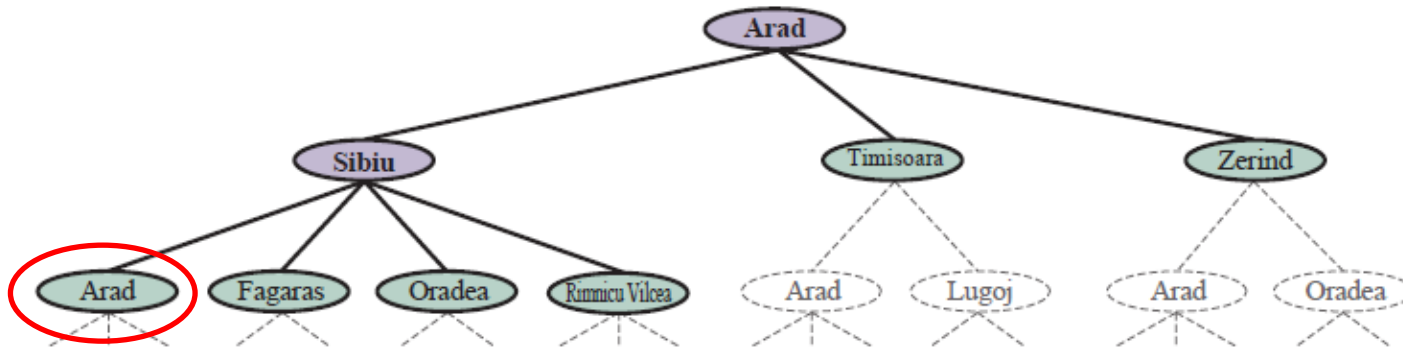 Arad
Sibiu
Timisoara
Zerind
Arad
Fagaras
Oradea
Rimnicu Vilcea
Arad
Lugoj
Arad
Oradea